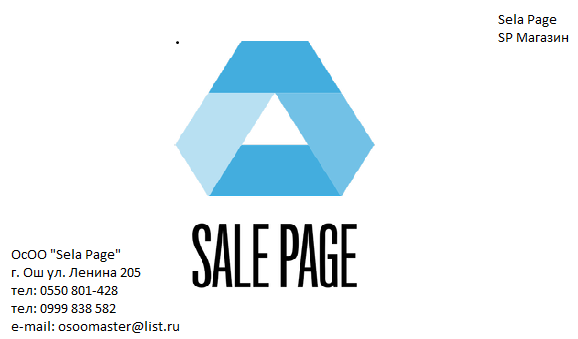 Sela Page
SP Магазин
SALE PAGE
ОсОО "Sela Page"
г. Ош ул. Ленина 205
тел: 0550 801-428
тел: 0999 838 582
e-mail: osoomaster@list.ru